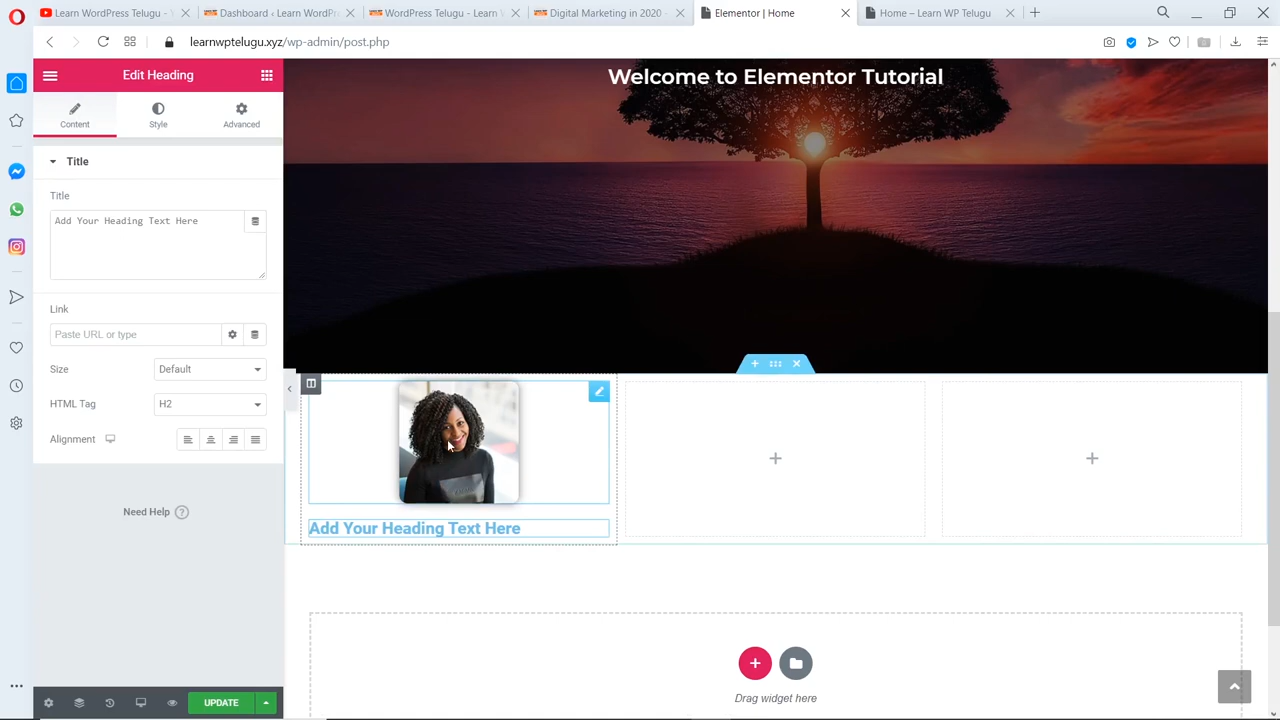 Learn WordPress Telugu - Y
Dashboard ‹ Learn WordPr
WordPress Telugu - Learn W
Digital Marketing in 2020 -
Elementor | Home
Home – Learn WP Telugu
learnwptelugu.xyz/wp-admin/post.php
Edit Heading
Content
Style
Advanced
Title
Title
Add Your Heading Text Here
Link
Paste URL or type
Size
Default
HTML Tag
H2
Alignment
Need Help ?
UPDATE
Welcome to Elementor Tutorial
Add Your Heading Text Here
Drag widget here